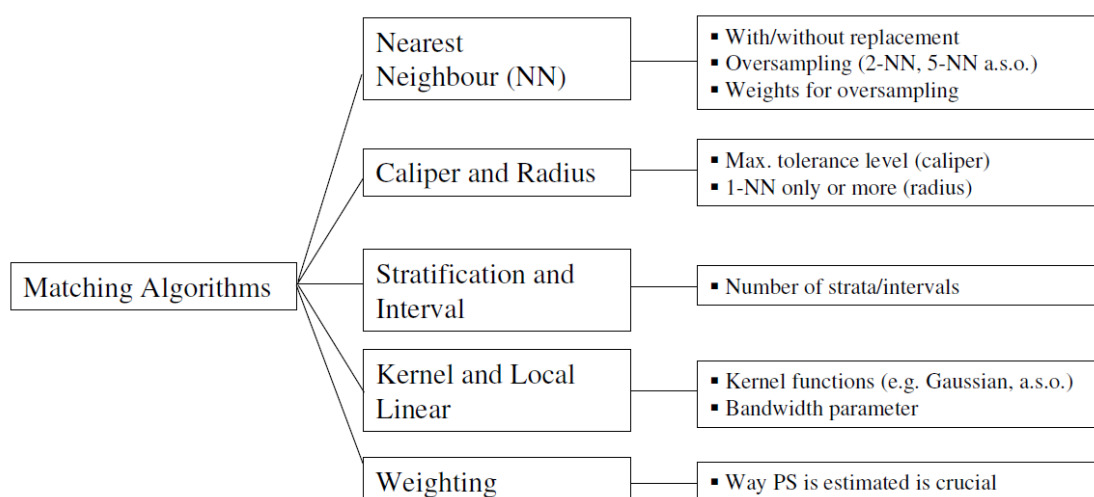 Matching Algorithms
Nearest
Neighbour (NN)
▪ With/without replacement
▪ Oversampling (2-NN, 5-NN a.s.o.)
▪ Weights for oversampling
Caliper and Radius
▪ Max. tolerance level (caliper)
▪ 1-NN only or more (radius)
Stratification and
Interval
▪ Number of strata/intervals
Kernel and Local
Linear
▪ Kernel functions (e.g. Gaussian, a.s.o.)
▪ Bandwidth parameter
Weighting
▪ Way PS is estimated is crucial